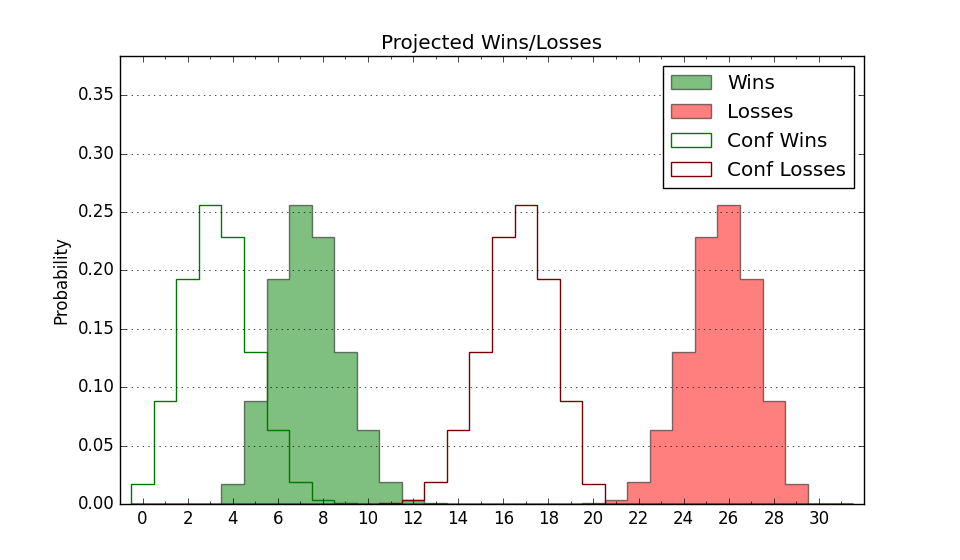 Projected Wins/Losses
Wins
Losses
Conf Wins
Conf Losses
Probability
0.35
0.30
0.25
0.20
0.15
0.10
0.05
0.00
0 2 4 6 8 10 12 14 16 18 20 22 24 26 28 30